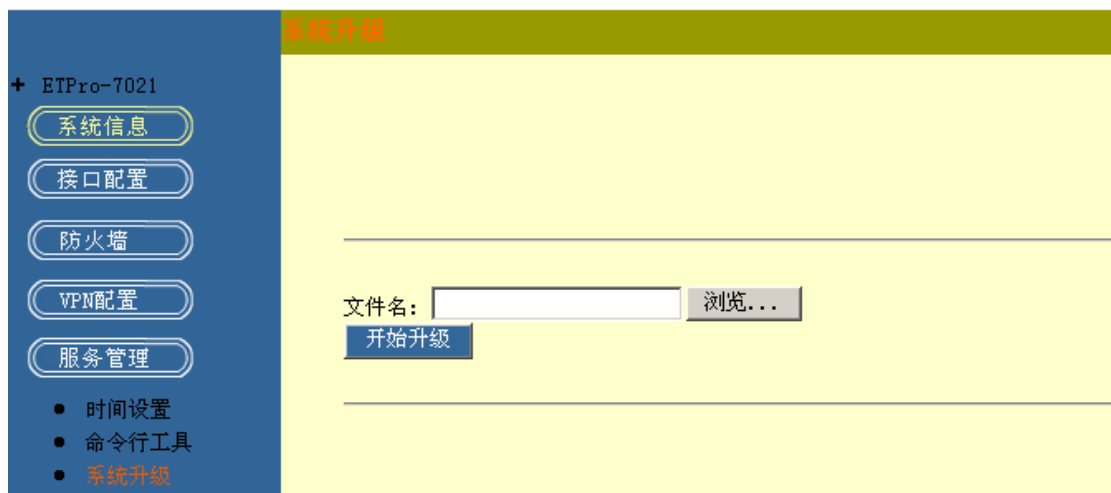 系统升级
+ ETPro-7021
系统信息
接口配置
防火墙
VPN配置
服务管理
● 时间设置
● 命令行工具
● 系统升级
文件名：
浏览...
开始升级